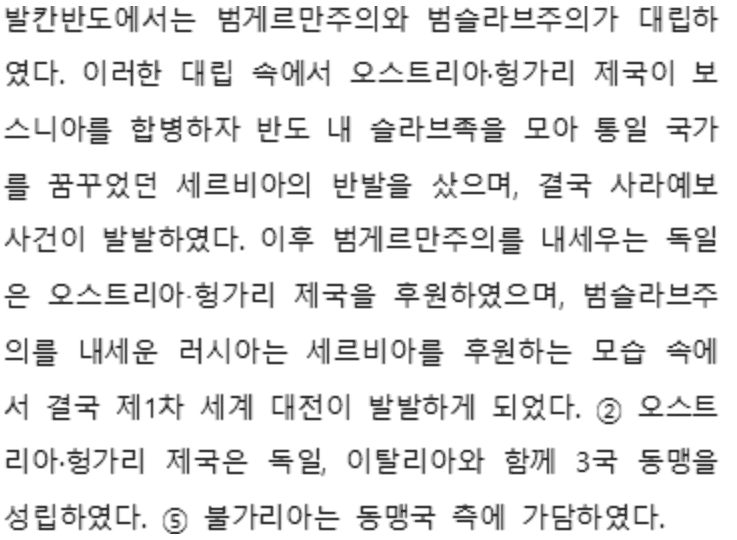 발칸반도에서는 범게르만주의와 범슬라브주의가 대립하
였다. 이러한 대립 속에서 오스트리아·헝가리 제국이 보
스니아를 합병하자 반도 내 슬라브족을 모아 통일 국가
를 꿈꾸었던 세르비아의 반발을 샀으며, 결국 사라예보
사건이 발발하였다. 이후 범게르만주의를 내세우는 독일
은 오스트리아·헝가리 제국을 후원하였으며, 범슬라브주
의를 내세운 러시아는 세르비아를 후원하는 모습 속에
서 결국 제1차 세계 대전이 발발하게 되었다. ② 오스트
리아·헝가리 제국은 독일, 이탈리아와 함께 3국 동맹을
성립하였다. ⑤ 불가리아는 동맹국 측에 가담하였다.